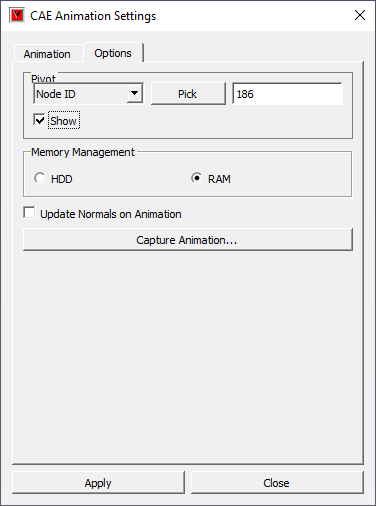 CAE Animation Settings
Animation Options
Pivot
Node ID Pick 186
Show
Memory Management
HDD RAM
Update Normals on Animation
Capture Animation...
Apply Close